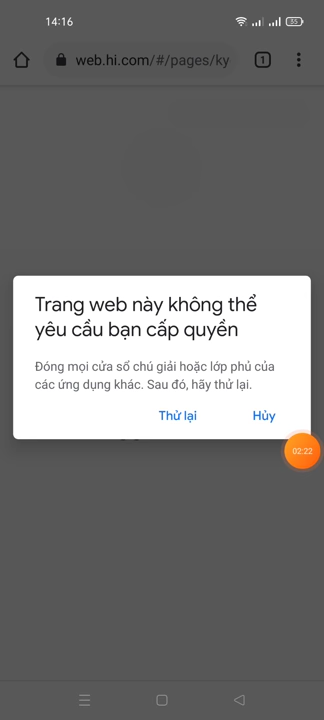 14:16
55
web.hi.com/#/pages/ky
1
Trang web này không thể
yêu cầu bạn cấp quyền
Đóng mọi cửa sổ chú giải hoặc lớp phủ của
các ứng dụng khác. Sau đó, hãy thử lại.
Thử lại
Hủy
02:22